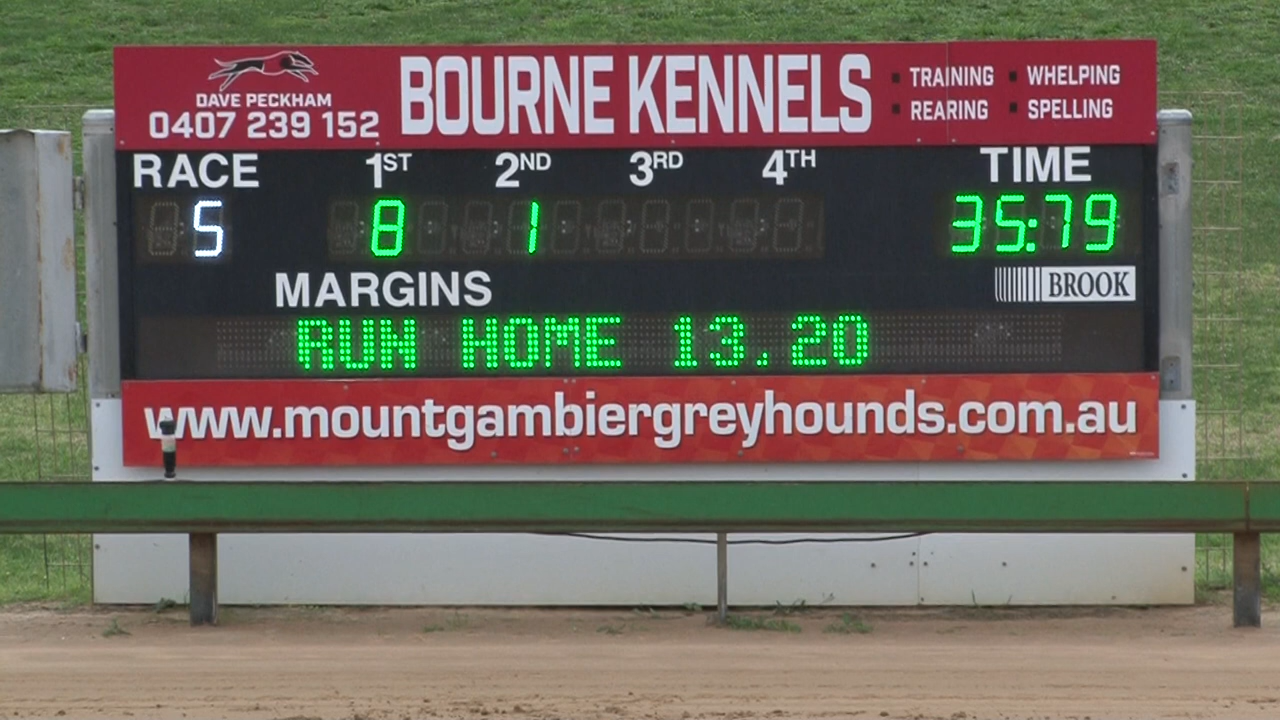 DAVE PECKHAM
0407 239 152
BOURNE KENNELS
TRAINING WHELPING
REARING SPELLING
RACE 1ST 2ND 3RD 4TH TIME
5 8 1 35:79
MARGINS
BROOK
RUN HOME 13.20
www.mountgambiergreyhounds.com.au